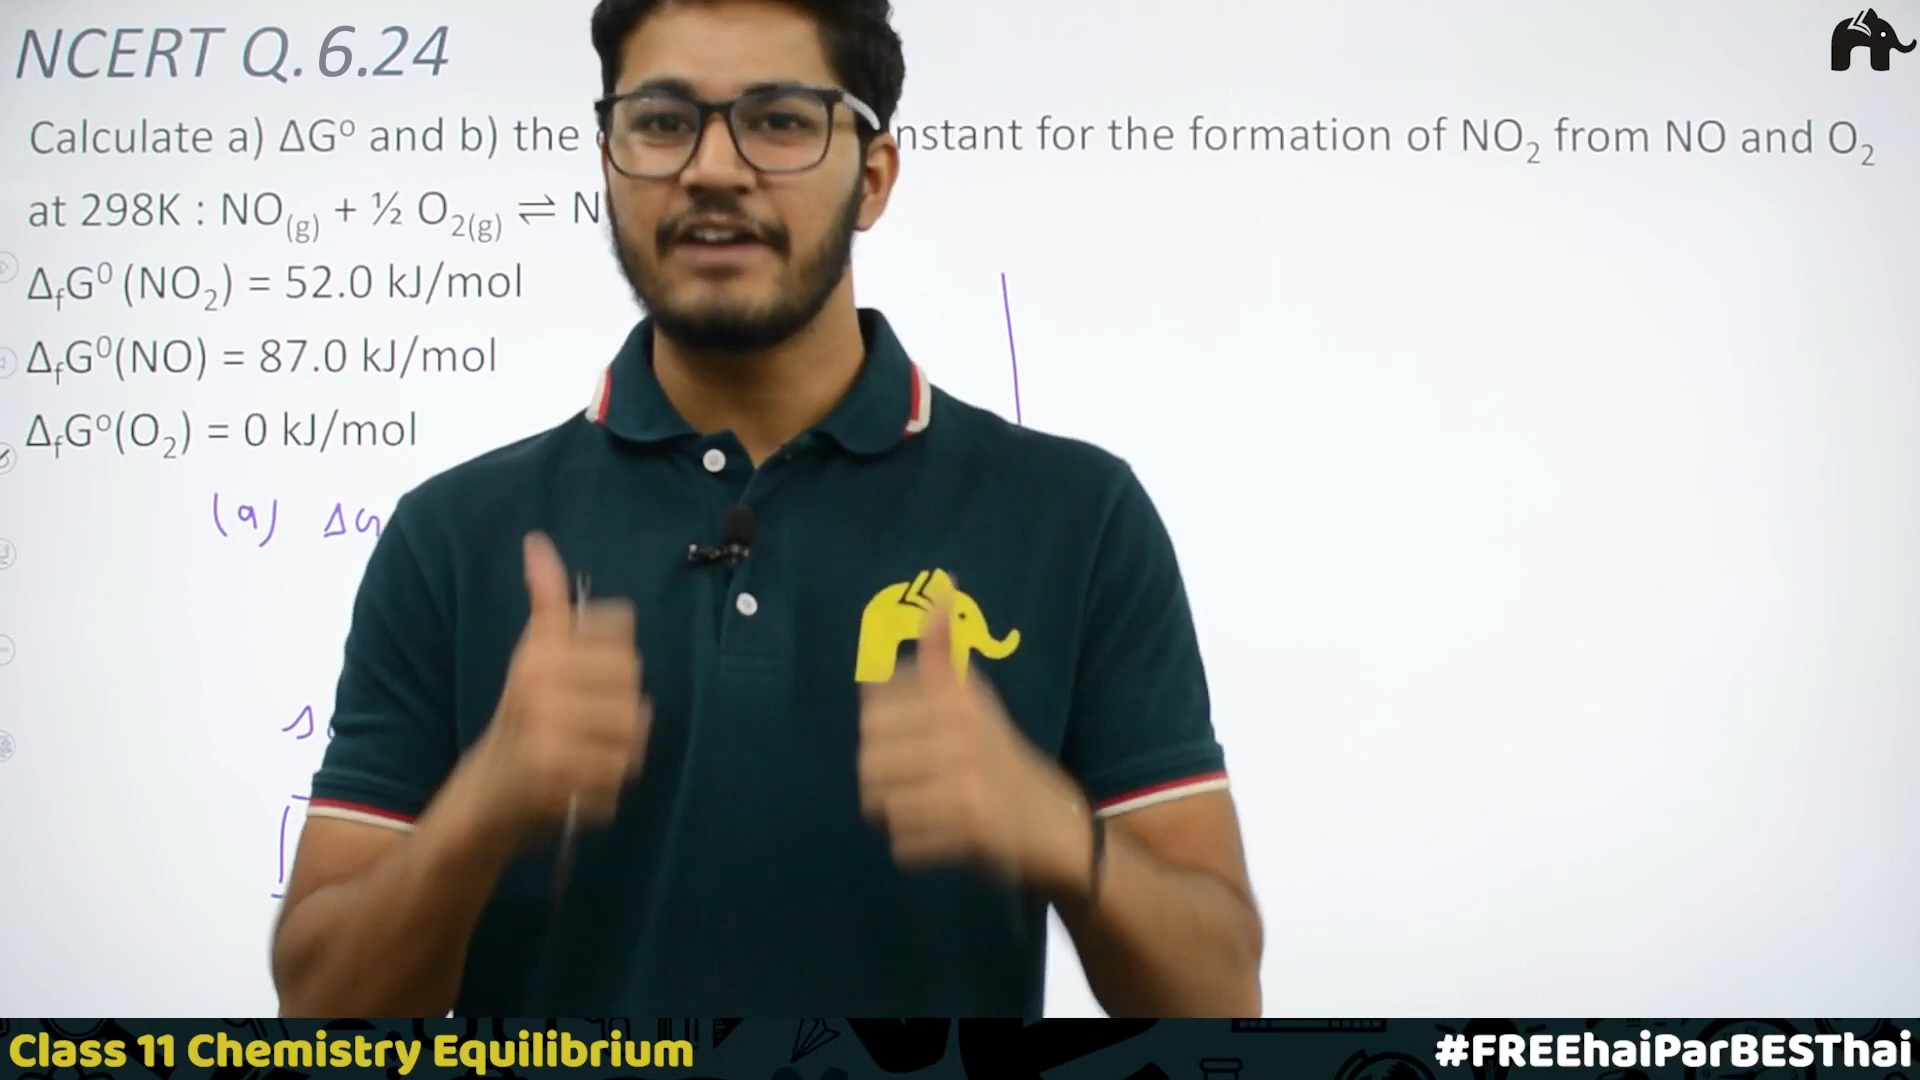 NCERT Q. 6.24
Calculate a) ΔG⁰ and b) the nstant for the formation of NO₂ from NO and O₂
at 298K : NO(g) + ½ O₂(g) ⇌ N
ΔfG⁰ (NO₂) = 52.0 kJ/mol
ΔfG⁰(NO) = 87.0 kJ/mol
ΔfG⁰(O₂) = 0 kJ/mol
(a) ΔG
Class 11 Chemistry Equilibrium
#FREEhaiParBESThai